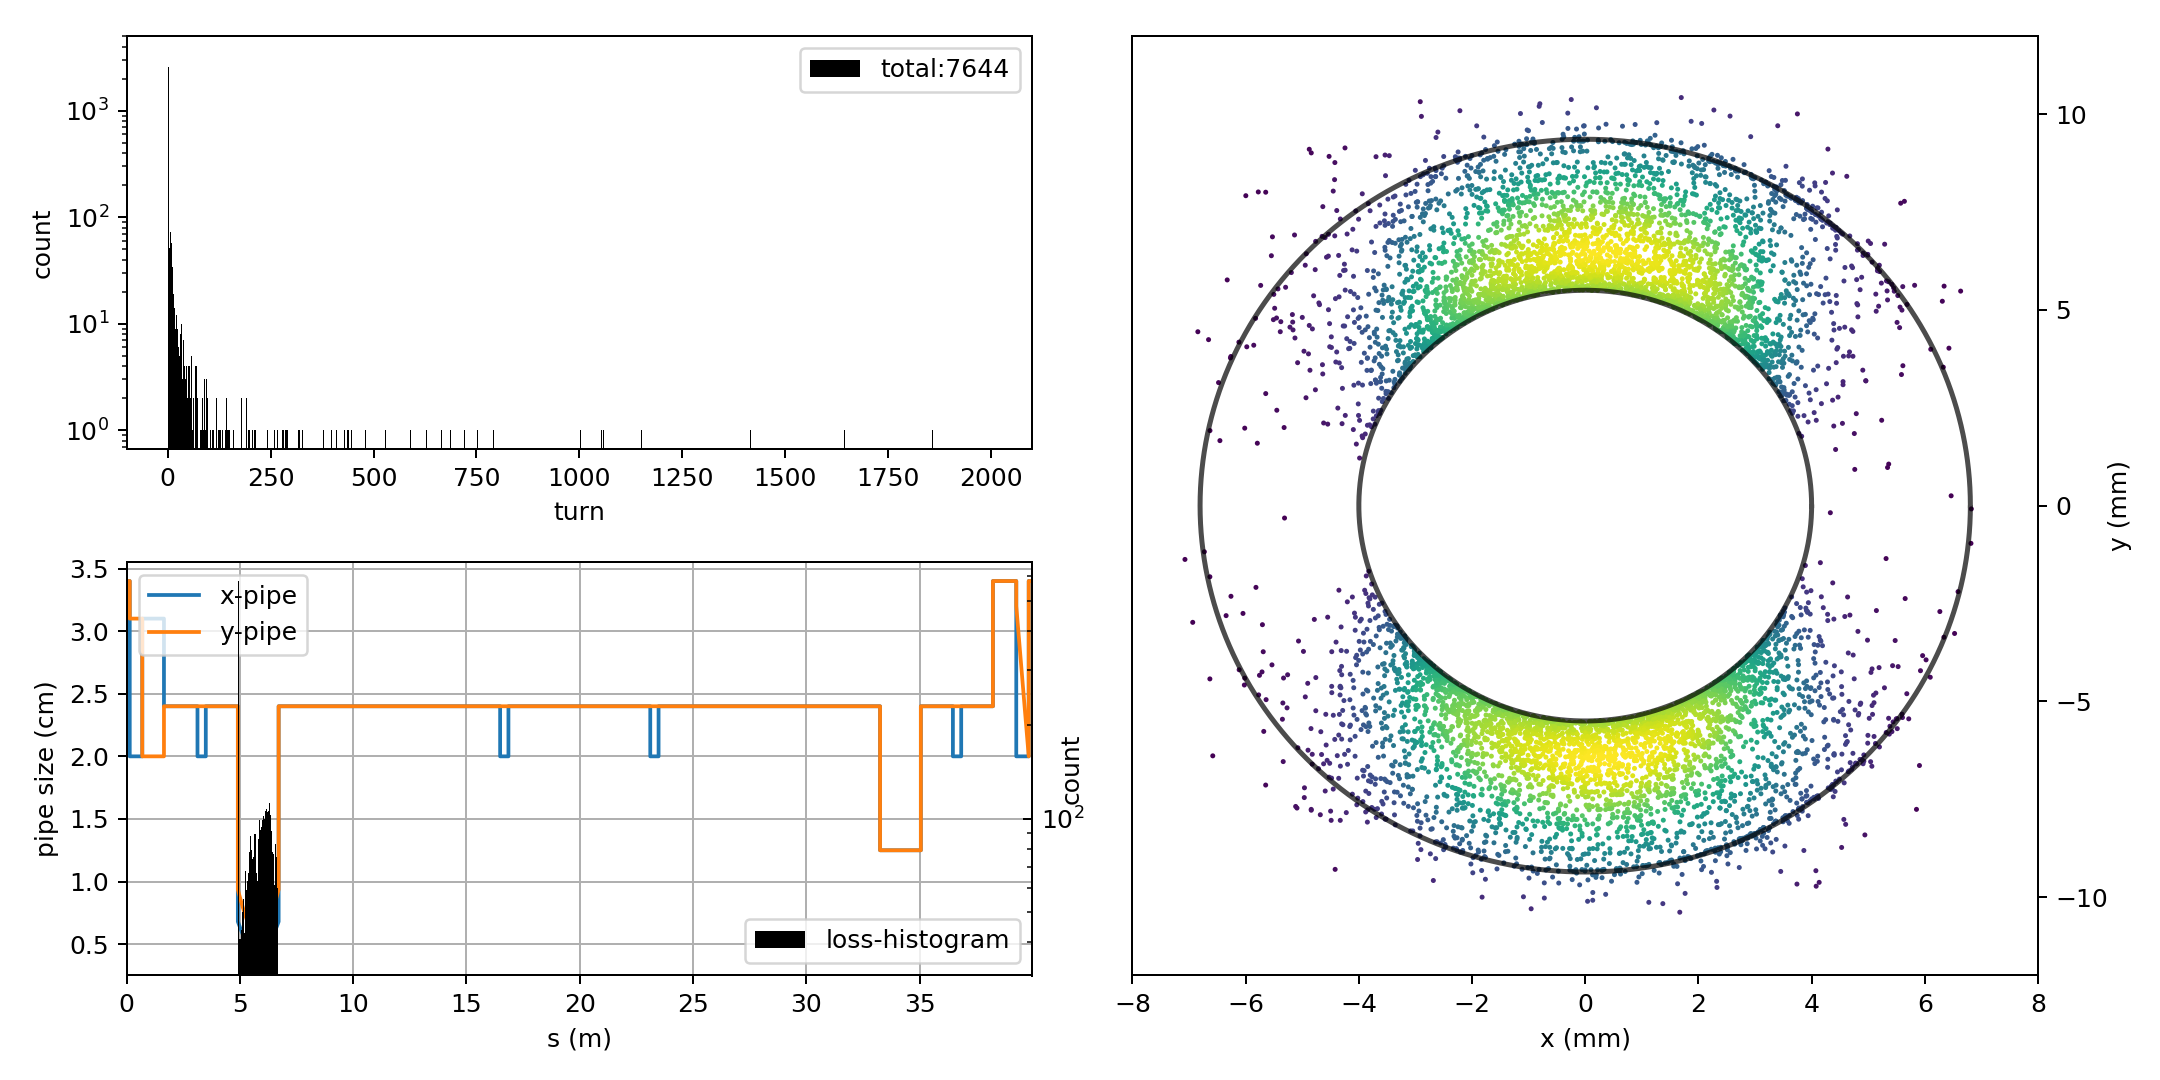 total:7644
10³
10²
10¹
10⁰
count
0 250 500 750 1000 1250 1500 1750 2000
turn
x-pipe
y-pipe
3.5
3.0
2.5
2.0
1.5
1.0
0.5
pipe size (cm)
count
10²
loss-histogram
0 5 10 15 20 25 30 35
s (m)
10
5
0
−5
−10
y (mm)
−8 −6 −4 −2 0 2 4 6 8
x (mm)